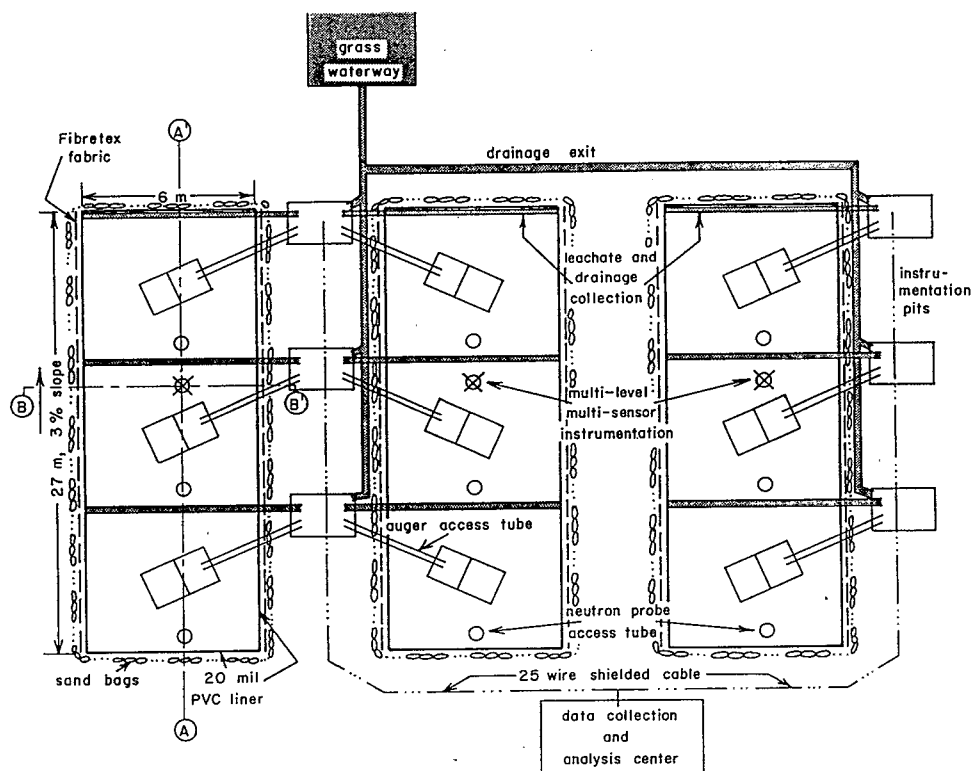 grass
waterway
A'
Fibretex
fabric
drainage exit
6 m
leachate and
drainage
collection
instru-
mentation
pits
27 m, 3% slope
B
B'
multi-level
multi-sensor
instrumentation
auger access tube
neutron probe
access tube
sand bags
20 mil
PVC liner
25 wire shielded cable
A
data collection
and
analysis center